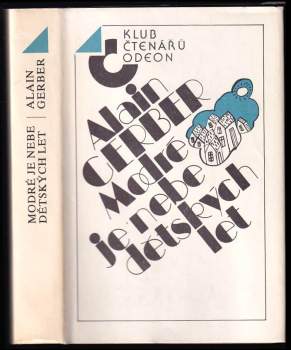 MODRÉ JE NEBE
DĚTSKÝCH LET
ALAIN
GERBER
KLUB
ČTENÁŘŮ
ODEON
Alain
GERBER
Modré
je nebe
dětských
let